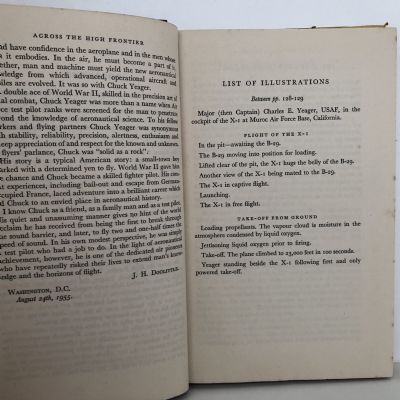 ACROSS THE HIGH FRONTIER
and have confidence in the aeroplane and in the men whose
it embodies. In the air, he must become a part of it.
together, man and machine must yield the new aeronautical
knowledge from which advanced, operational aircraft and
missiles are evolved. It was so with Chuck Yeager.
double ace of World War II, skilled in the precision art of
combat, Chuck Yeager was more than a name when Air
test pilot ranks screened for the man to penetrate
beyond the knowledge of aeronautical science. To his fellow
workers and flying partners Chuck Yeager was synonymous
with stability, reliability, precision, alertness, enthusiasm and
deep appreciation of and respect for the known and unknown.
flyers' parlance, Chuck was "solid as a rock".
His story is a typical American story: a small-town boy
marked with a determined yen to fly. World War II gave him
chance and Chuck became a skilled fighter pilot. His com-
bat experiences, including bail-out and escape from German-
occupied France, laced adventure into a brilliant career which
led Chuck to an envied place in aeronautical history.
I know Chuck as a friend, as a family man and as a test pilot.
His quiet and unassuming manner gives no hint of the world
acclaim he has received from being the first to break through
the sound barrier, and later, to fly two and one-half times the
speed of sound. In his own modest perspective, he was simply
test pilot who had a job to do. In the light of aeronautical
achievement, however, he is one of the dedicated air pioneers
who have repeatedly risked their lives to extend man's know-
ledge and the horizons of flight.
J. H. DOOLITTLE.
WASHINGTON, D.C.
August 24th, 1955.
LIST OF ILLUSTRATIONS
Between pp. 128-129
Major (then Captain) Charles E. Yeager, USAF, in the
cockpit of the X-1 at Muroc Air Force Base, California.
FLIGHT OF THE X-1
In the pit—awaiting the B-29.
The B-29 moving into position for loading.
Lifted clear of the pit, the X-1 hugs the belly of the B-29.
Another view of the X-1 being mated to the B-29.
The X-1 in captive flight.
Launching.
The X-1 in free flight.
TAKE-OFF FROM GROUND
Loading propellants. The vapour cloud is moisture in the
atmosphere condensed by liquid oxygen.
Jettisoning liquid oxygen prior to firing.
Take-off. The plane climbed to 23,000 feet in 100 seconds.
Yeager standing beside the X-1 following first and only
powered take-off.